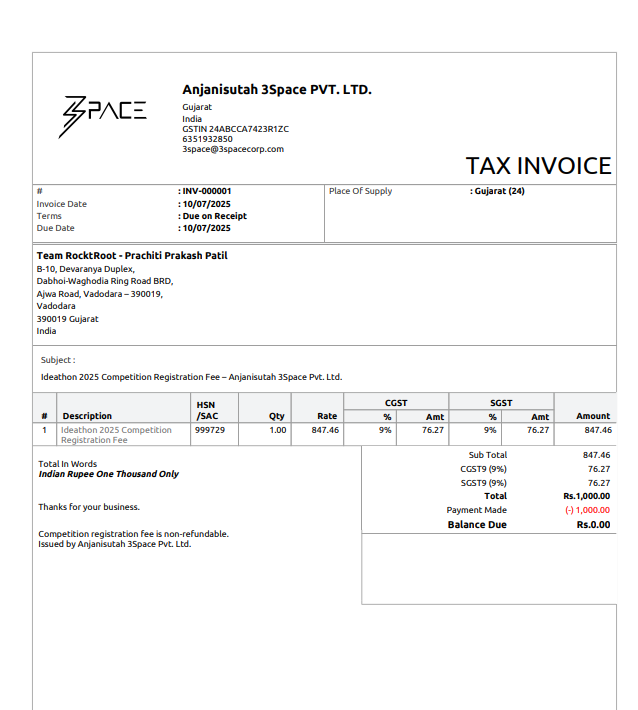 3PACE
Anjanisutah 3Space PVT. LTD.
Gujarat
India
GSTIN 24ABCCA7423R1ZC
6351932850
3space@3spacecorp.com
TAX INVOICE
# : INV-000001
Invoice Date : 10/07/2025
Terms : Due on Receipt
Due Date : 10/07/2025
Place Of Supply : Gujarat (24)
Team RocktRoot - Prachiti Prakash Patil
B-10, Devaranya Duplex,
Dabhoi-Waghodia Ring Road BRD,
Ajwa Road, Vadodara – 390019,
Vadodara
390019 Gujarat
India
Subject :
Ideathon 2025 Competition Registration Fee – Anjanisutah 3Space Pvt. Ltd.
# Description HSN /SAC Qty Rate CGST % Amt SGST % Amt Amount
1 Ideathon 2025 Competition Registration Fee 999729 1.00 847.46 9% 76.27 9% 76.27 847.46
Total In Words
Indian Rupee One Thousand Only
Thanks for your business.
Competition registration fee is non-refundable.
Issued by Anjanisutah 3Space Pvt. Ltd.
Sub Total 847.46
CGST9 (9%) 76.27
SGST9 (9%) 76.27
Total Rs.1,000.00
Payment Made (-) 1,000.00
Balance Due Rs.0.00